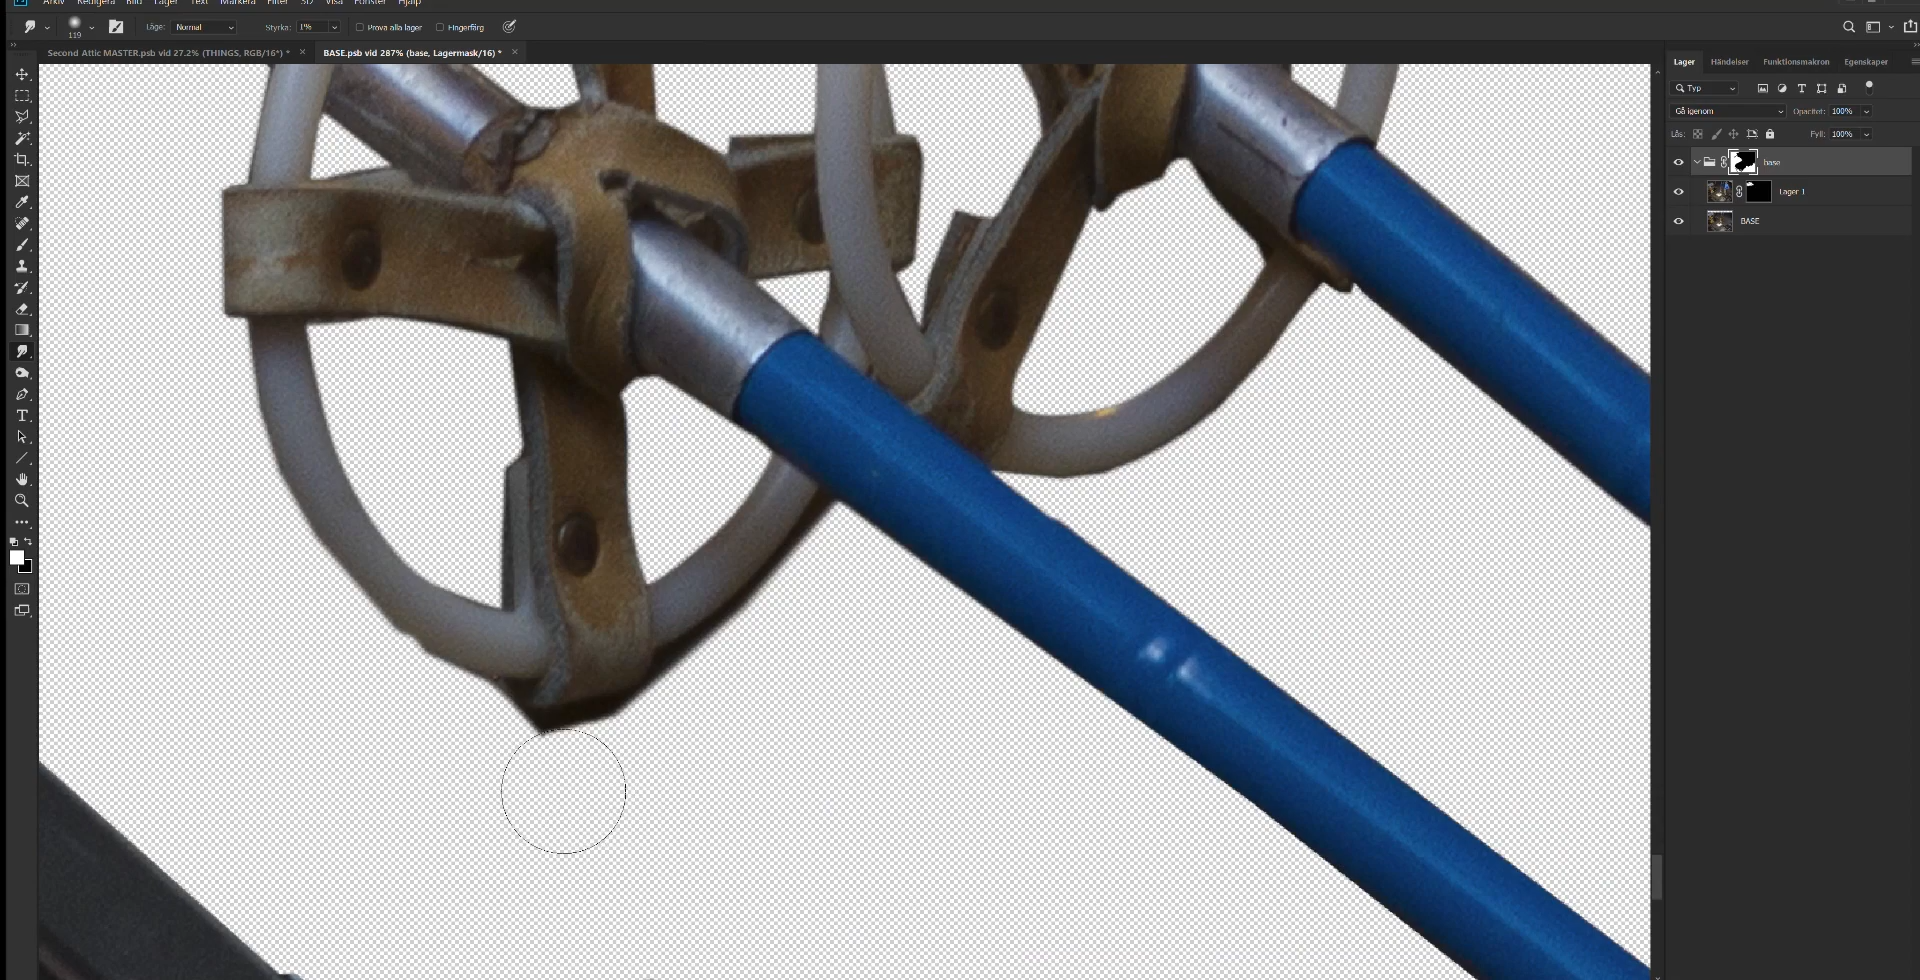 Arkiv Redigera Bild Lager Text Markera Filter 3D Visa Fönster Hjälp
119 Läge: Normal Styrka: 1% Prova alla lager Fingerfärg
Second Attic MASTER.psb vid 27.2% (THINGS, RGB/16*) * × BASE.psb vid 287% (base, Lagermask/16) * ×
Lager Händelser Funktionsmakron Egenskaper
Typ
Gå igenom Opacitet: 100%
Lås: Fyll: 100%
base
Lager 1
BASE